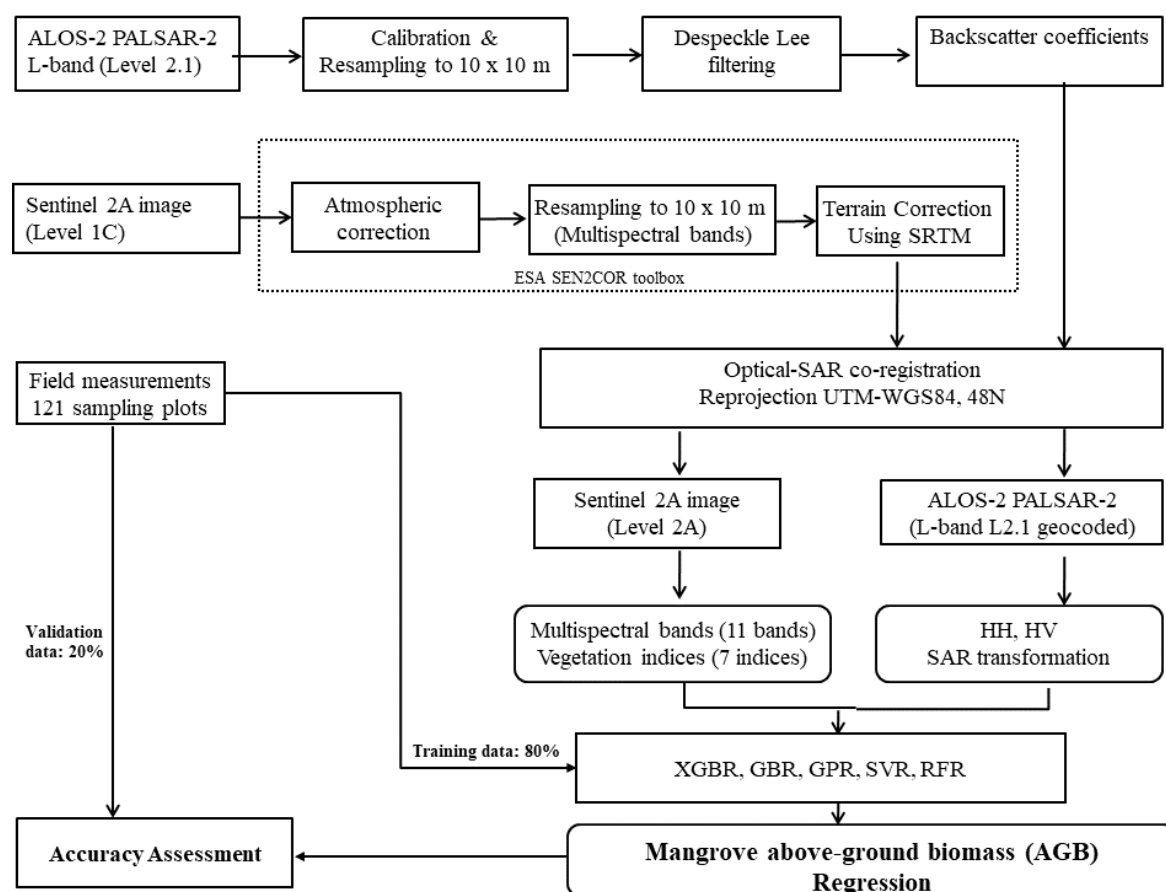 ALOS-2 PALSAR-2
L-band (Level 2.1)
Calibration &
Resampling to 10 x 10 m
Despeckle Lee
filtering
Backscatter coefficients
Sentinel 2A image
(Level 1C)
Atmospheric
correction
Resampling to 10 x 10 m
(Multispectral bands)
Terrain Correction
Using SRTM
ESA SEN2COR toolbox
Field measurements
121 sampling plots
Optical-SAR co-registration
Reprojection UTM-WGS84, 48N
Sentinel 2A image
(Level 2A)
ALOS-2 PALSAR-2
(L-band L2.1 geocoded)
Validation
data: 20%
Multispectral bands (11 bands)
Vegetation indices (7 indices)
HH, HV
SAR transformation
Training data: 80%
XGBR, GBR, GPR, SVR, RFR
Accuracy Assessment
Mangrove above-ground biomass (AGB)
Regression